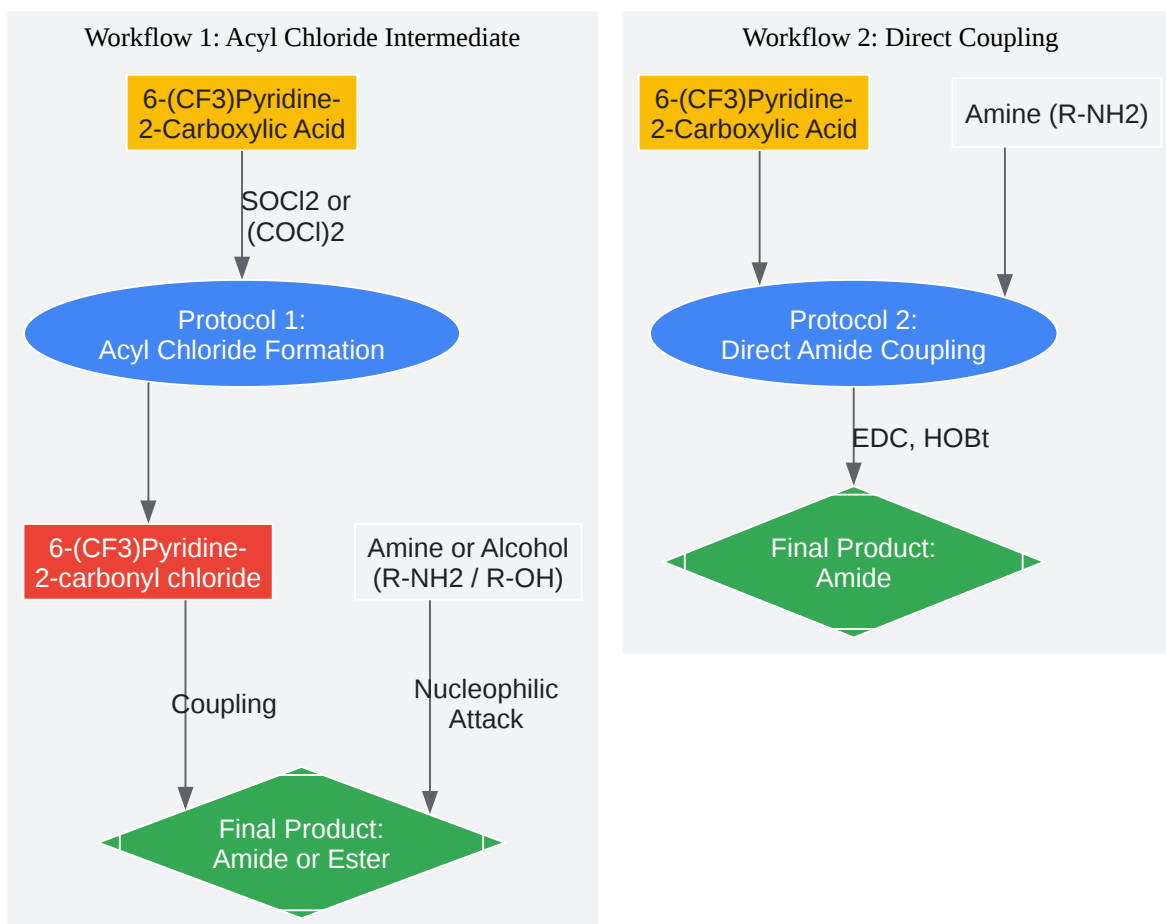 Workflow 1: Acyl Chloride Intermediate
6-(CF3)Pyridine-
2-Carboxylic Acid
SOCl2 or
(COCl)2
Protocol 1:
Acyl Chloride Formation
6-(CF3)Pyridine-
2-carbonyl chloride
Amine or Alcohol
(R-NH2 / R-OH)
Coupling
Nucleophilic
Attack
Final Product:
Amide or Ester
Workflow 2: Direct Coupling
6-(CF3)Pyridine-
2-Carboxylic Acid
Amine (R-NH2)
Protocol 2:
Direct Amide Coupling
EDC, HOBt
Final Product:
Amide